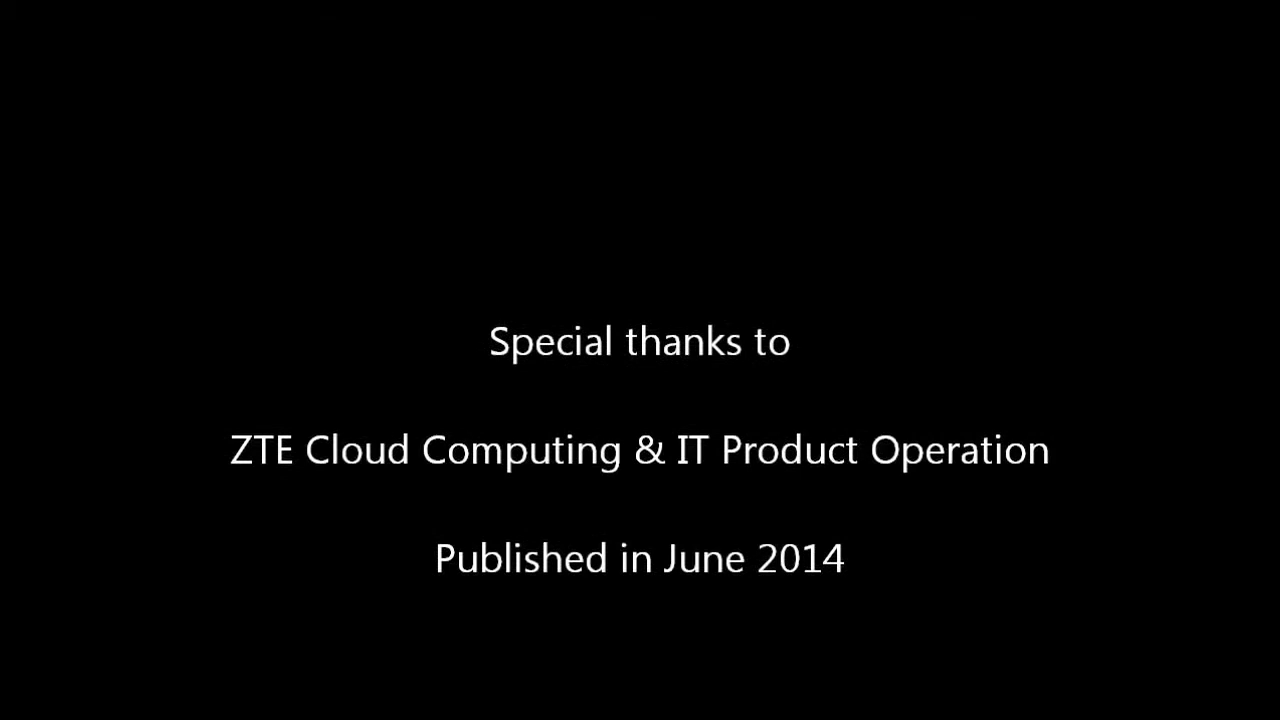 Special thanks to
ZTE Cloud Computing & IT Product Operation
Published in June 2014